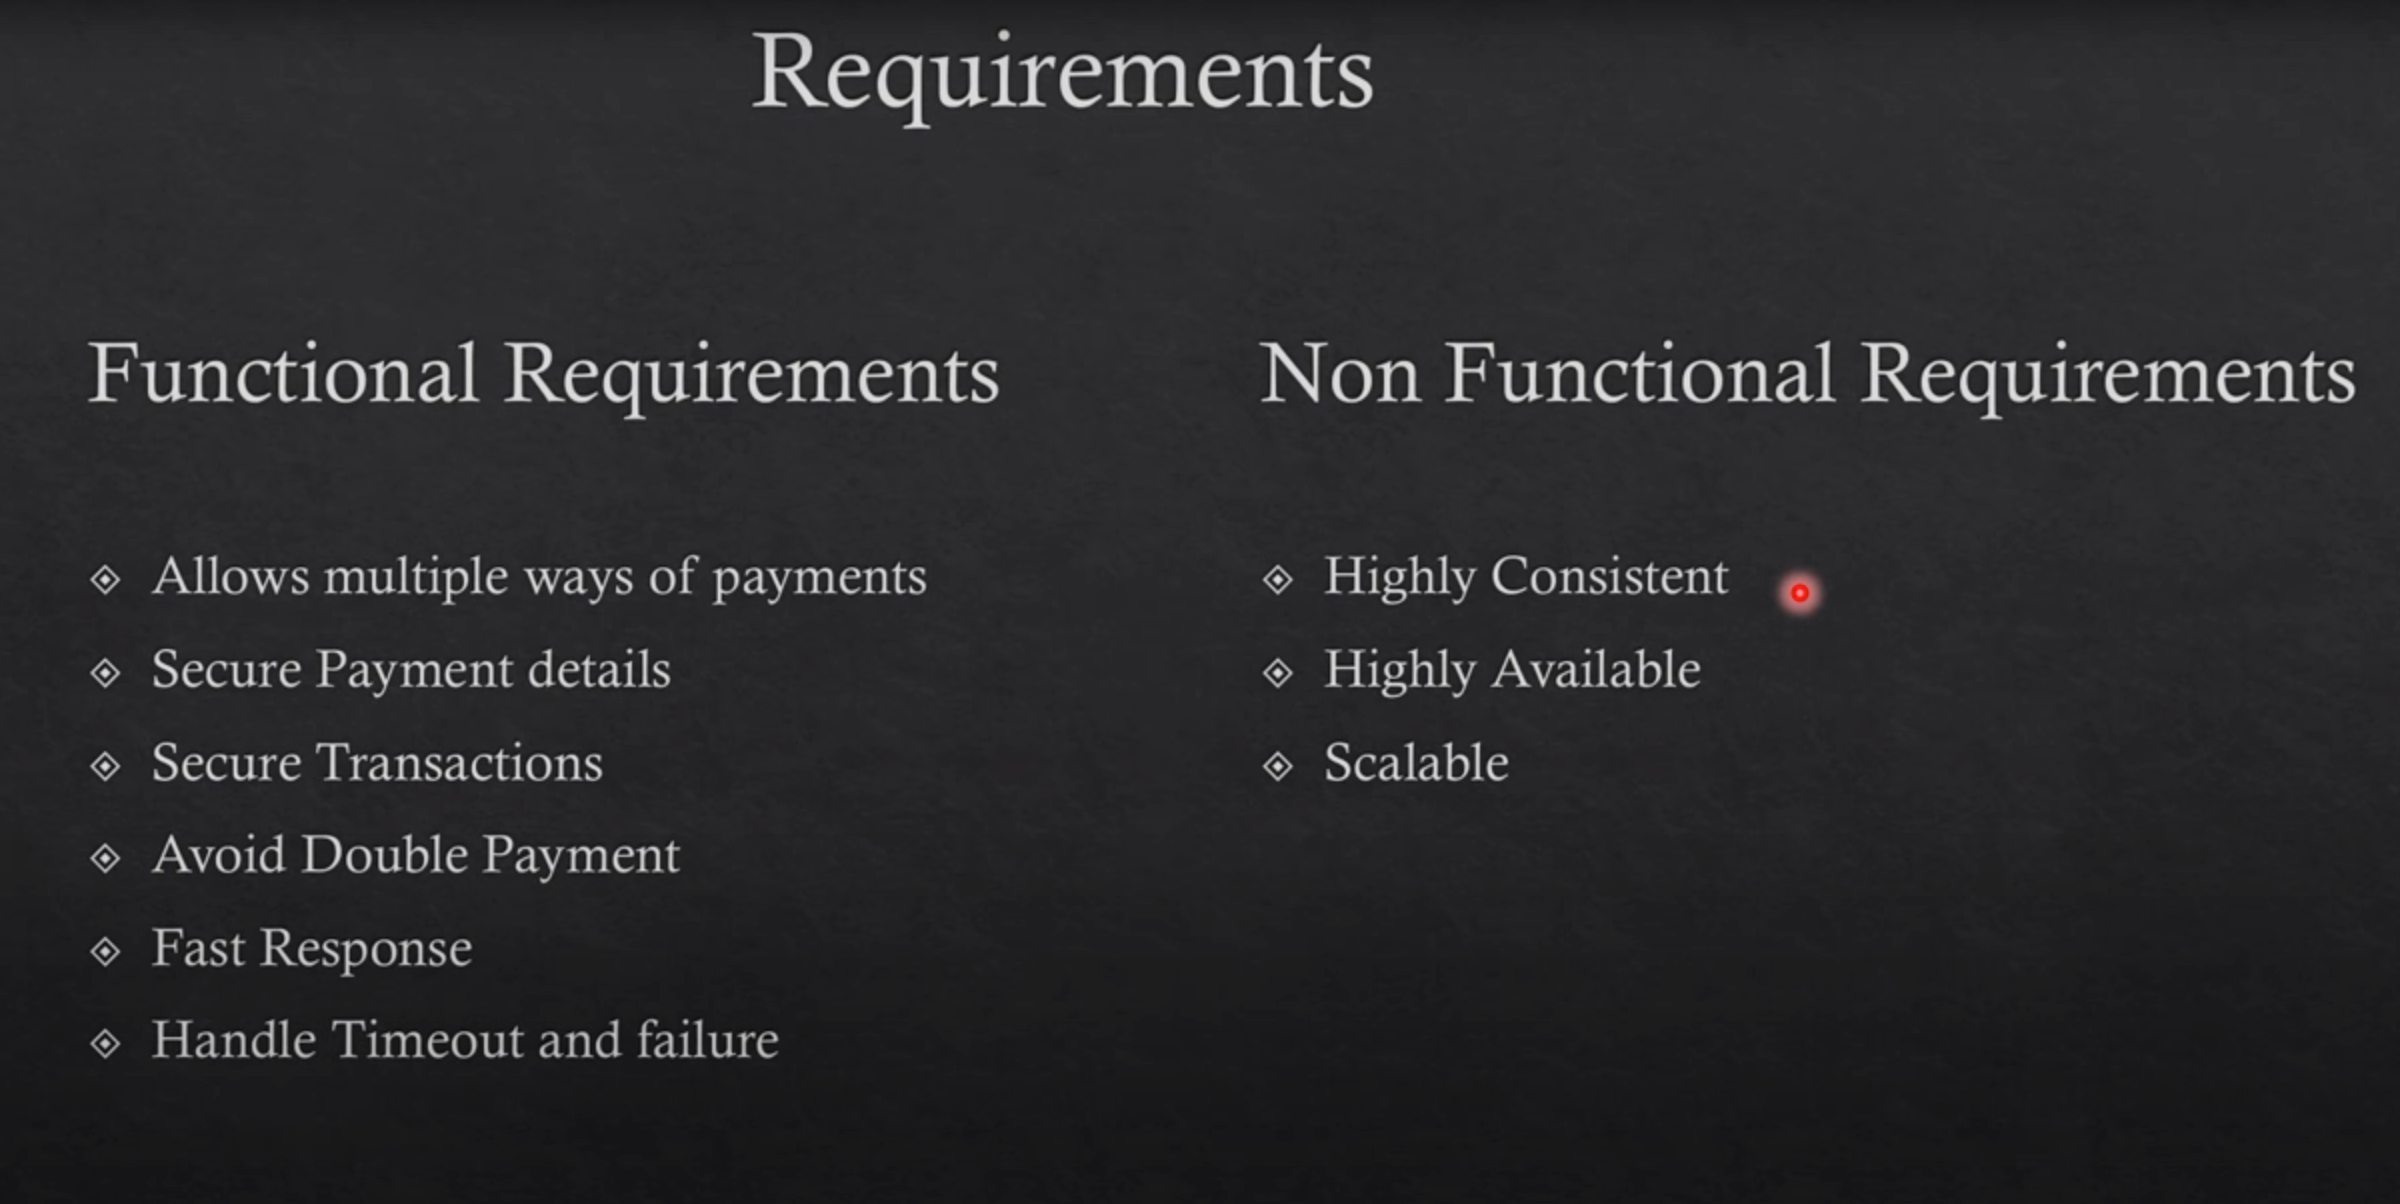 Requirements
Functional Requirements
Allows multiple ways of payments
Secure Payment details
Secure Transactions
Avoid Double Payment
Fast Response
Handle Timeout and failure
Non Functional Requirements
Highly Consistent
Highly Available
Scalable